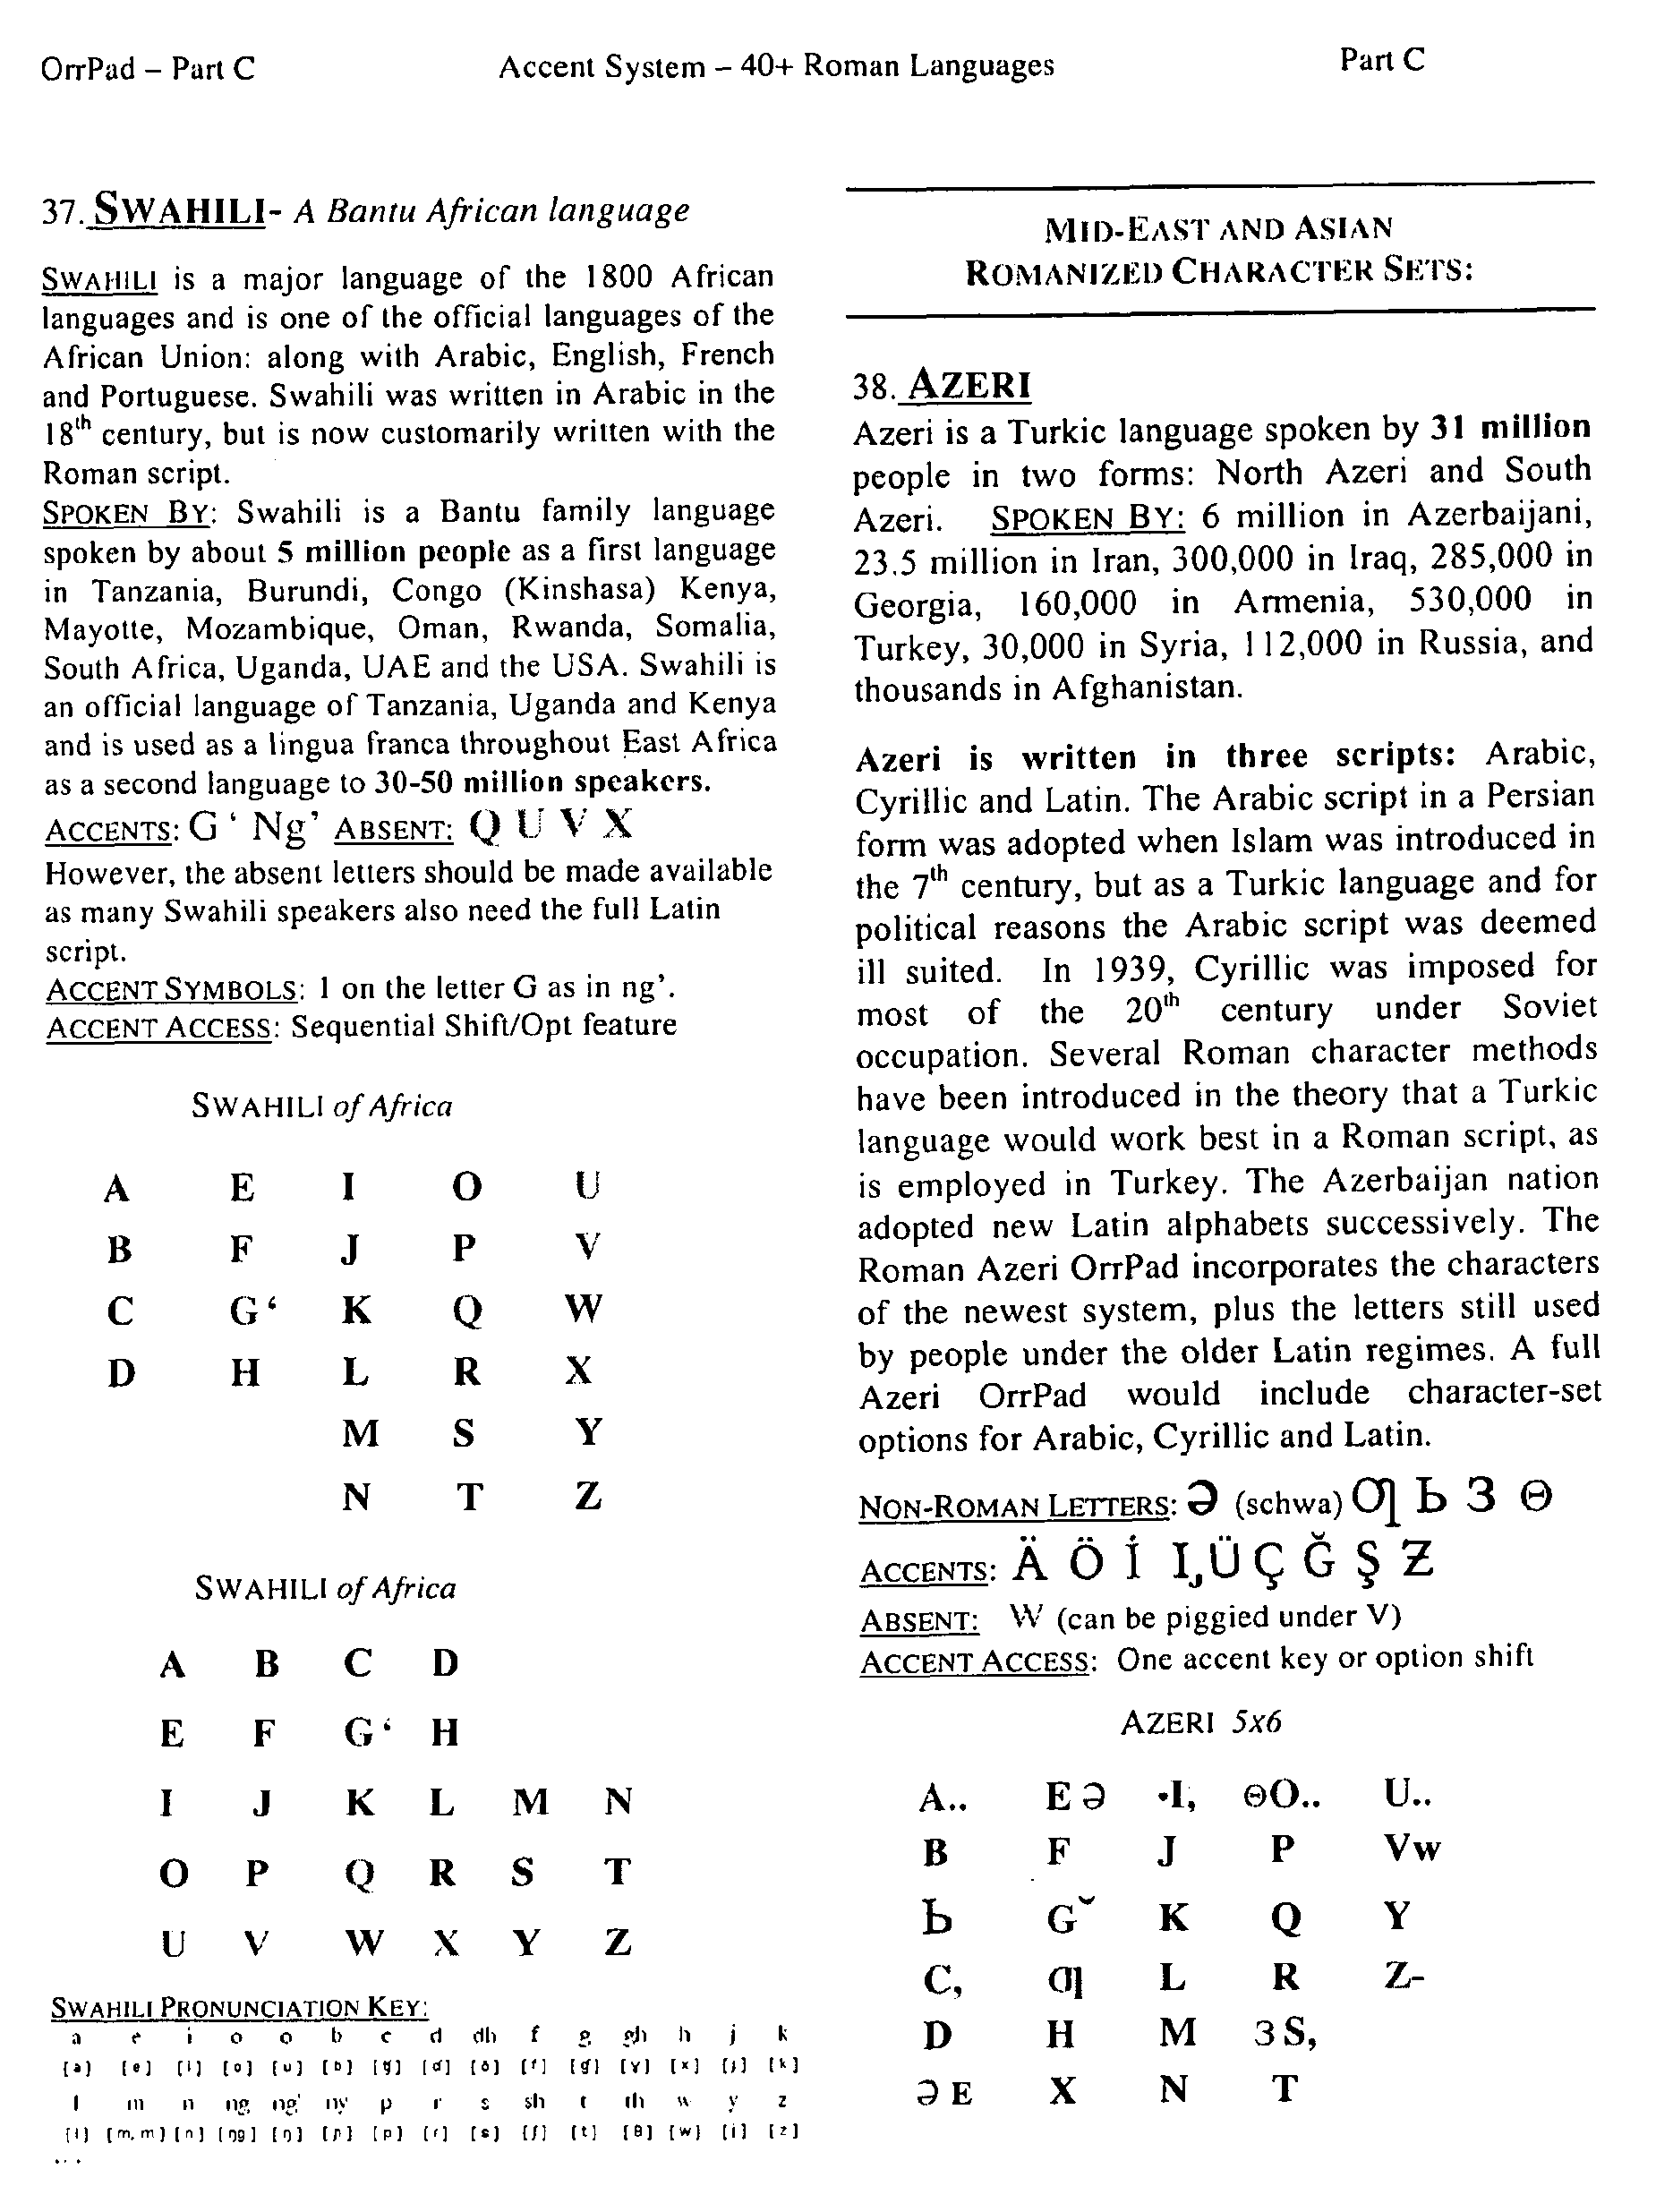 OrrPad – Part C Accent System – 40+ Roman Languages Part C
37. SWAHILI- A Bantu African language
SWAHILI is a major language of the 1800 African
languages and is one of the official languages of the
African Union: along with Arabic, English, French
and Portuguese. Swahili was written in Arabic in the
18th century, but is now customarily written with the
Roman script.
SPOKEN BY: Swahili is a Bantu family language
spoken by about 5 million people as a first language
in Tanzania, Burundi, Congo (Kinshasa) Kenya,
Mayotte, Mozambique, Oman, Rwanda, Somalia,
South Africa, Uganda, UAE and the USA. Swahili is
an official language of Tanzania, Uganda and Kenya
and is used as a lingua franca throughout East Africa
as a second language to 30-50 million speakers.
ACCENTS: G ‘ Ng’ ABSENT: Q U V X
However, the absent letters should be made available
as many Swahili speakers also need the full Latin
script.
ACCENT SYMBOLS: 1 on the letter G as in ng’.
ACCENT ACCESS: Sequential Shift/Opt feature
SWAHILI of Africa
A E I O U
B F J P V
C G ‘ K Q W
D H L R X
M S Y
N T Z
SWAHILI of Africa
A B C D
E F G ‘ H
I J K L M N
O P Q R S T
U V W X Y Z
SWAHILI PRONUNCIATION KEY:
a e i o o b c d dh f g gh h j k
[a] [e] [i] [o] [u] [ɓ] [ʧ] [ɗ] [ð] [f] [ɠ] [ɣ] [x] [k]
l m n ng ng' ny p r s sh t th w y z
[l] [m, m] [n] [ng] [ŋ] [ɲ] [p] [r] [s] [ʃ] [t] [θ] [w] [i] [z]
MID-EAST AND ASIAN
ROMANIZED CHARACTER SETS:
38. AZERI
Azeri is a Turkic language spoken by 31 million
people in two forms: North Azeri and South
Azeri. SPOKEN BY: 6 million in Azerbaijani,
23.5 million in Iran, 300,000 in Iraq, 285,000 in
Georgia, 160,000 in Armenia, 530,000 in
Turkey, 30,000 in Syria, 112,000 in Russia, and
thousands in Afghanistan.
Azeri is written in three scripts: Arabic,
Cyrillic and Latin. The Arabic script in a Persian
form was adopted when Islam was introduced in
the 7th century, but as a Turkic language and for
political reasons the Arabic script was deemed
ill suited. In 1939, Cyrillic was imposed for
most of the 20th century under Soviet
occupation. Several Roman character methods
have been introduced in the theory that a Turkic
language would work best in a Roman script, as
is employed in Turkey. The Azerbaijan nation
adopted new Latin alphabets successively. The
Roman Azeri OrrPad incorporates the characters
of the newest system, plus the letters still used
by people under the older Latin regimes. A full
Azeri OrrPad would include character-set
options for Arabic, Cyrillic and Latin.
NON-ROMAN LETTERS: Ə (schwa) Ƣ Ь З Ɵ
ACCENTS: Ä Ö İ I, Ü Ç Ğ Ş Ƶ
ABSENT: W (can be piggied under V)
ACCENT ACCESS: One accent key or option shift
AZERI 5x6
A.. E Ə ·I, ƟO.. U..
B F J P Vw
Ь G˘ K Q Y
C, Ƣ L R Z-
D H M З S,
Ə E X N T